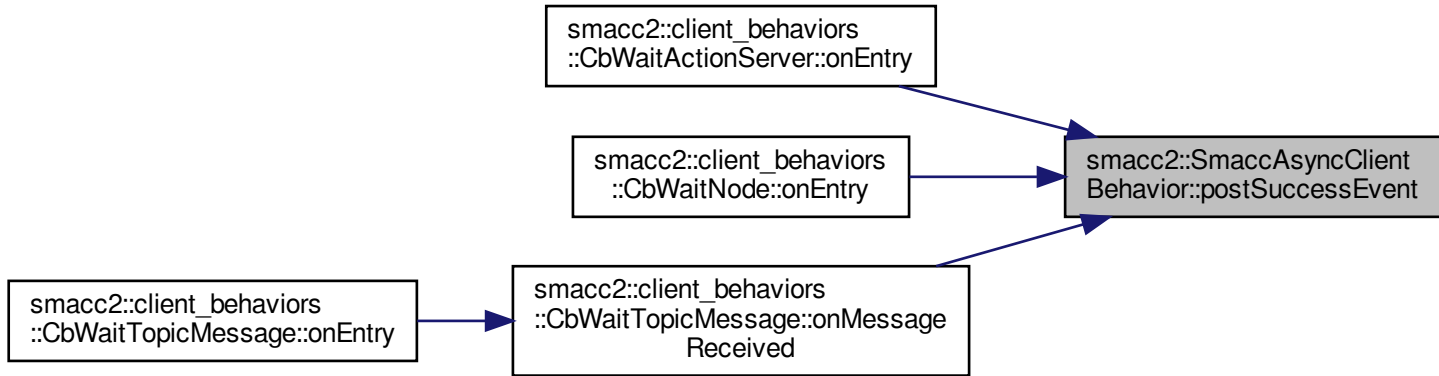 smacc2::client_behaviors
::CbWaitActionServer::onEntry
smacc2::client_behaviors
::CbWaitNode::onEntry
smacc2::SmaccAsyncClient
Behavior::postSuccessEvent
smacc2::client_behaviors
::CbWaitTopicMessage::onEntry
smacc2::client_behaviors
::CbWaitTopicMessage::onMessage
Received